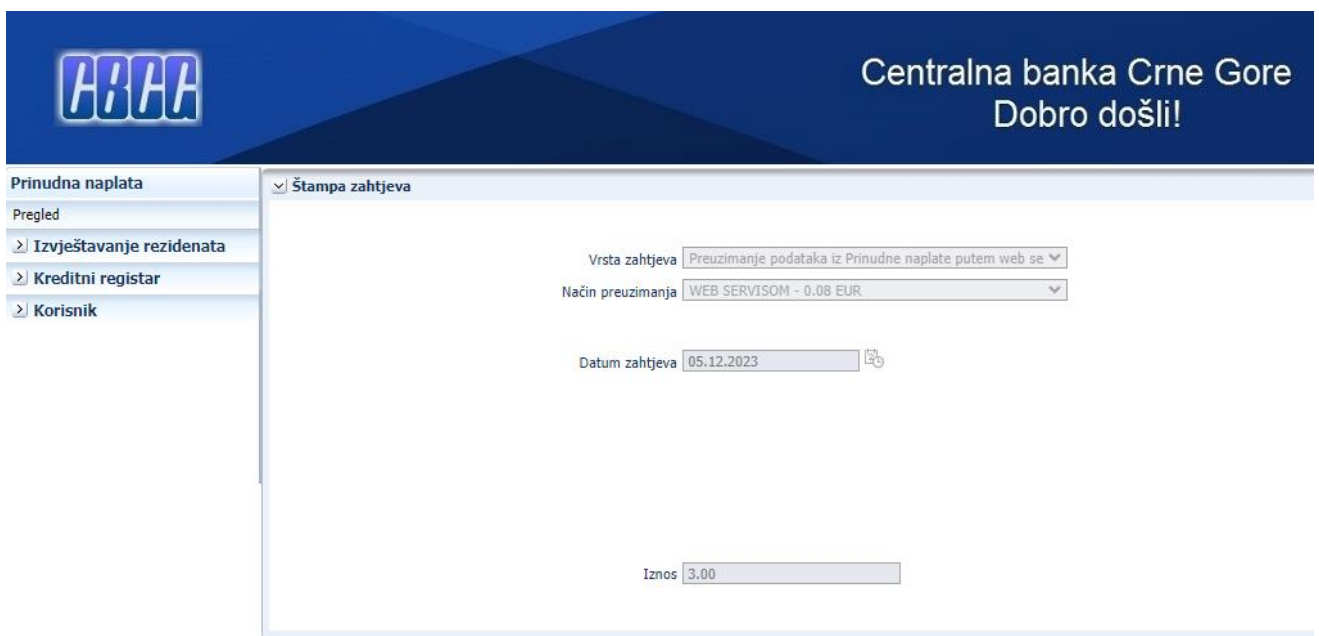 CBCG
Centralna banka Crne Gore
Dobro došli!
Prinudna naplata
Pregled
Izvještavanje rezidenata
Kreditni registar
Korisnik
Štampa zahtjeva
Vrsta zahtjeva Preuzimanje podataka iz Prinudne naplate putem web se
Način preuzimanja WEB SERVISOM - 0.08 EUR
Datum zahtjeva 05.12.2023
Iznos 3.00